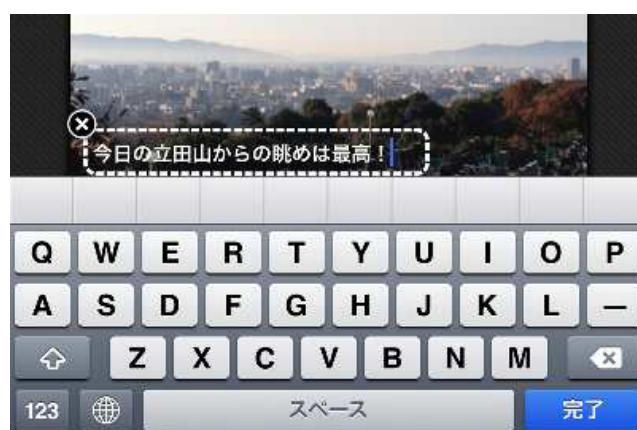 今日の立田山からの眺めは最高！
Q W E R T Y U I O P
A S D F G H J K L ー
Z X C V B N M
123 スペース 完了